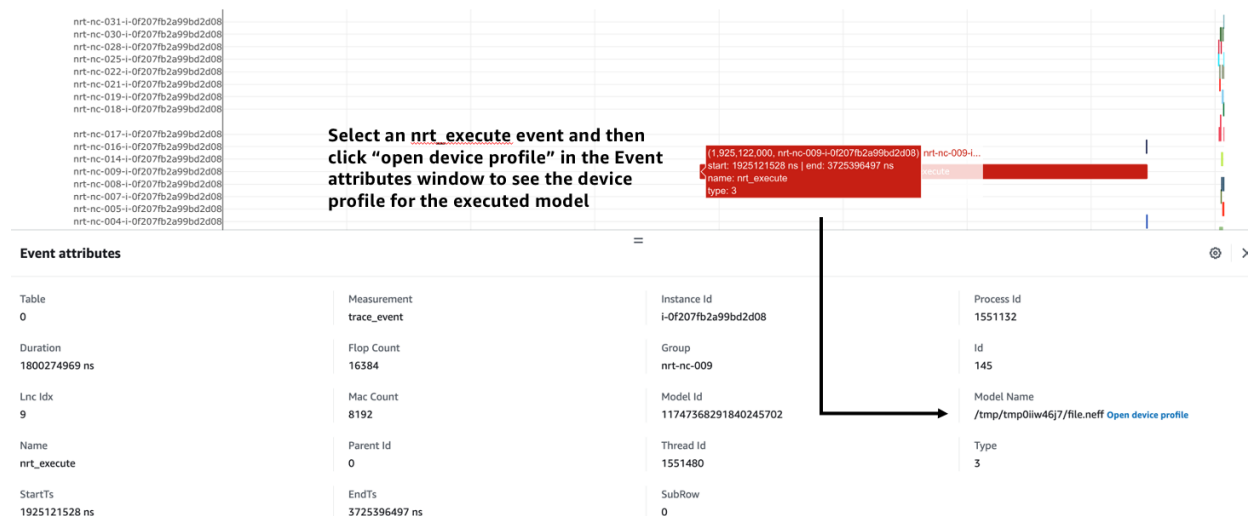 nrt-nc-031-i-0f207fb2a99bd2d08
nrt-nc-030-i-0f207fb2a99bd2d08
nrt-nc-028-i-0f207fb2a99bd2d08
nrt-nc-025-i-0f207fb2a99bd2d08
nrt-nc-022-i-0f207fb2a99bd2d08
nrt-nc-021-i-0f207fb2a99bd2d08
nrt-nc-019-i-0f207fb2a99bd2d08
nrt-nc-018-i-0f207fb2a99bd2d08
nrt-nc-017-i-0f207fb2a99bd2d08
nrt-nc-016-i-0f207fb2a99bd2d08
nrt-nc-014-i-0f207fb2a99bd2d08
nrt-nc-009-i-0f207fb2a99bd2d08
nrt-nc-008-i-0f207fb2a99bd2d08
nrt-nc-007-i-0f207fb2a99bd2d08
nrt-nc-005-i-0f207fb2a99bd2d08
nrt-nc-004-i-0f207fb2a99bd2d08
Select an nrt_execute event and then
click “open device profile” in the Event
attributes window to see the device
profile for the executed model
(1,925,122,000, nrt-nc-009-i-0f207fb2a99bd2d08) nrt-nc-009-i...
start: 1925121528 ns | end: 3725396497 ns
name: nrt_execute
type: 3
Event attributes
Table Measurement Instance Id Process Id
0 trace_event i-0f207fb2a99bd2d08 1551132
Duration Flop Count Group Id
1800274969 ns 16384 nrt-nc-009 145
Lnc Idx Mac Count Model Id Model Name
9 8192 11747368291840245702 /tmp/tmp0iiw46j7/file.neff Open device profile
Name Parent Id Thread Id Type
nrt_execute 0 1551480 3
StartTs EndTs SubRow
1925121528 ns 3725396497 ns 0